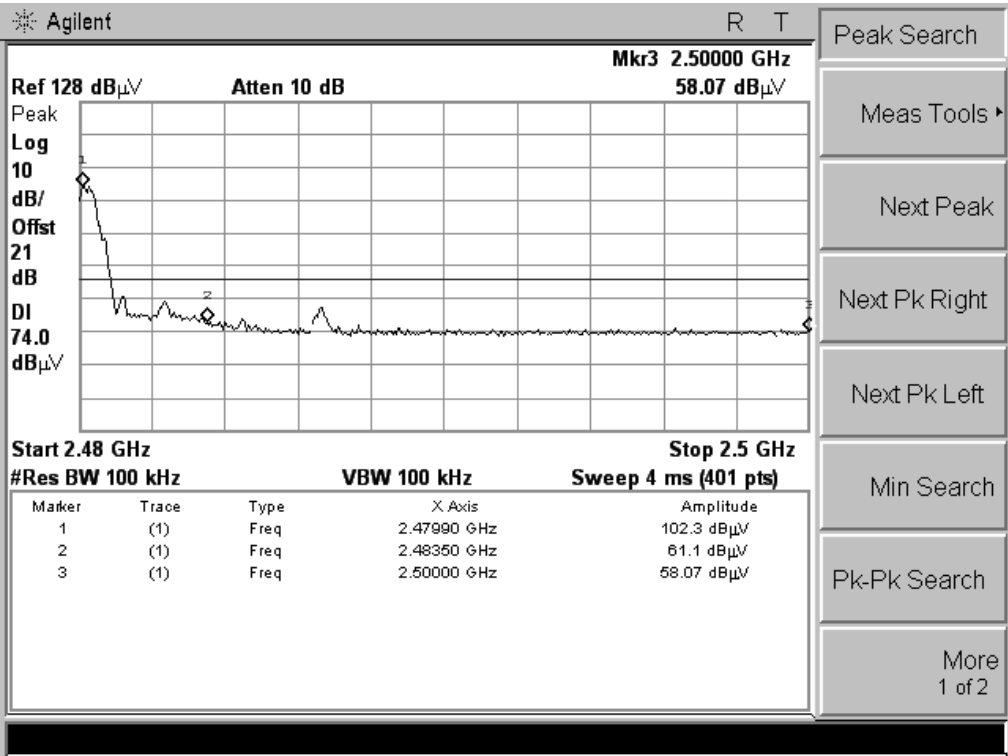 Agilent R T
Mkr3 2.50000 GHz
Ref 128 dBμV Atten 10 dB 58.07 dBμV
Peak
Log
10
dB/
Offst
21
dB
DI
74.0
dBμV
1
2
3
Start 2.48 GHz Stop 2.5 GHz
#Res BW 100 kHz VBW 100 kHz Sweep 4 ms (401 pts)
Marker Trace Type X Axis Amplitude
1 (1) Freq 2.47990 GHz 102.3 dBμV
2 (1) Freq 2.48350 GHz 61.1 dBμV
3 (1) Freq 2.50000 GHz 58.07 dBμV
Peak Search
Meas Tools
Next Peak
Next Pk Right
Next Pk Left
Min Search
Pk-Pk Search
More
1 of 2